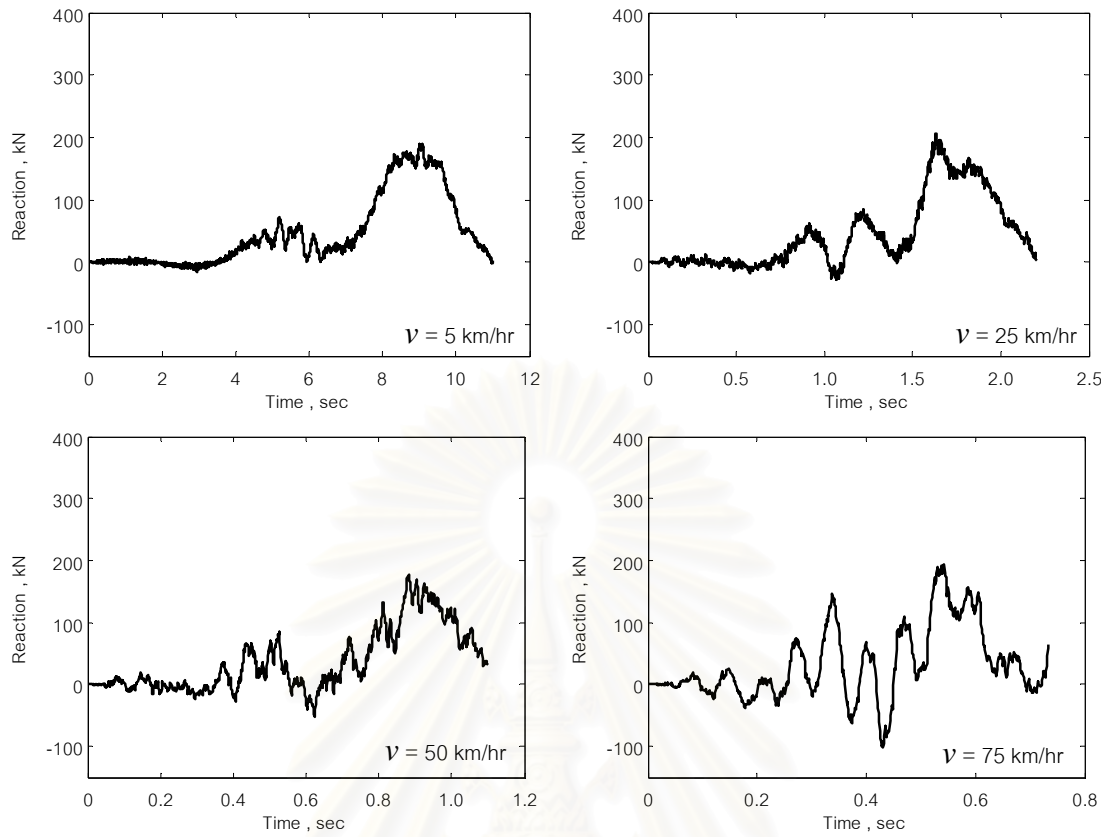 400
300
200
100
0
-100
Reaction , kN
v = 5 km/hr
0 2 4 6 8 10 12
Time , sec
400
300
200
100
0
-100
Reaction , kN
v = 25 km/hr
0 0.5 1.0 1.5 2.0 2.5
Time , sec
400
300
200
100
0
-100
Reaction , kN
v = 50 km/hr
0 0.2 0.4 0.6 0.8 1.0 1.2
Time , sec
400
300
200
100
0
-100
Reaction , kN
v = 75 km/hr
0 0.2 0.4 0.6 0.8
Time , sec